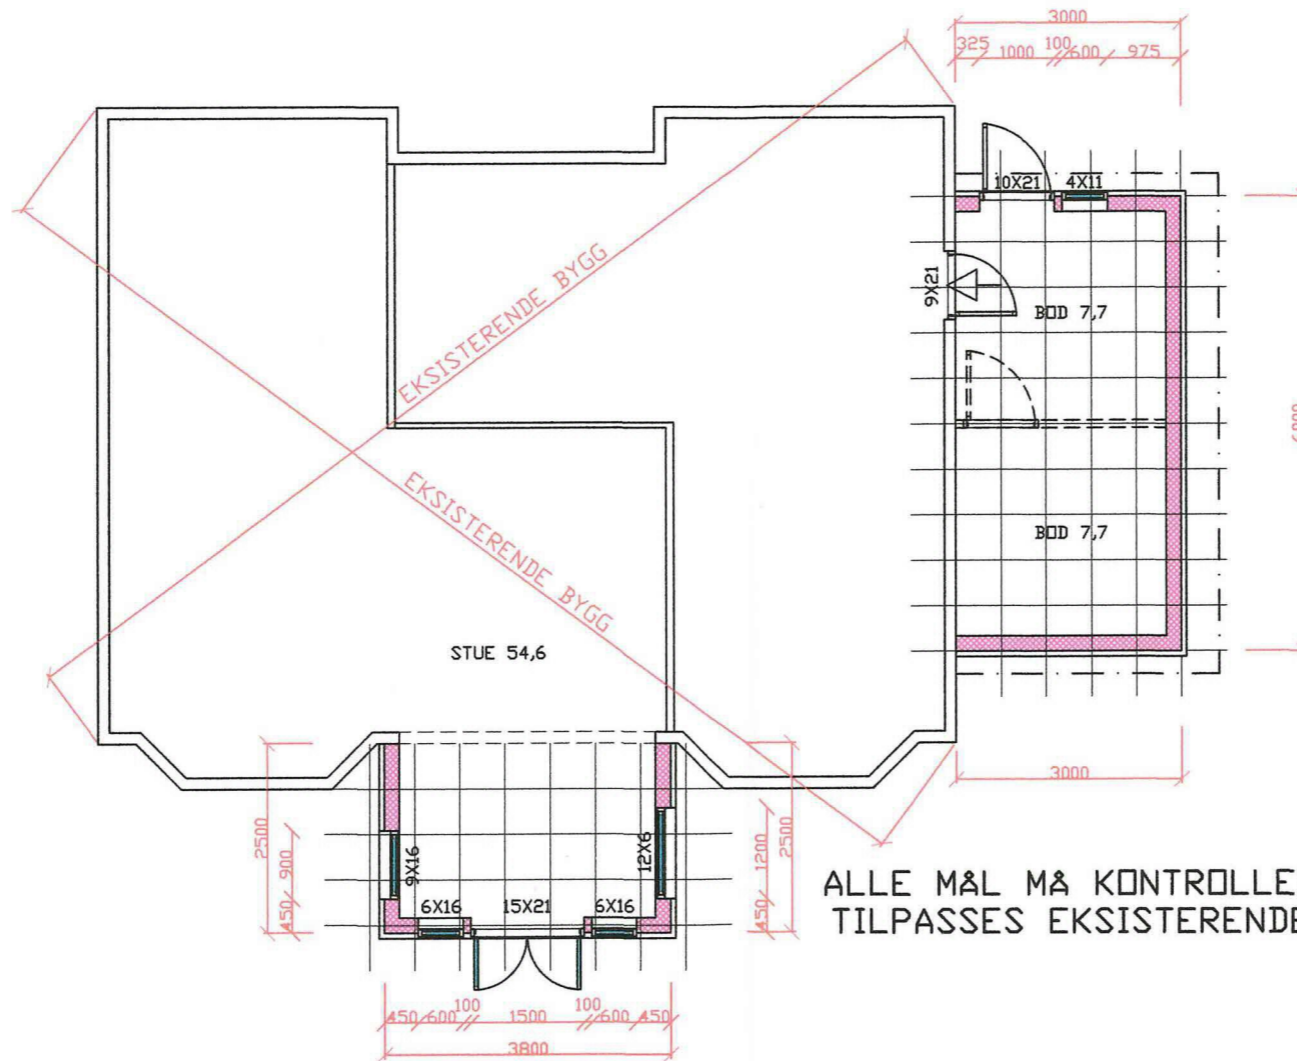 3000
325 1000 100 600 975
10X21 4X11
9X21
BOD 7,7
EKSISTERENDE BYGG
EKSISTERENDE BYGG
BOD 7,7
STUE 54,6
3000
2500
900
450
9X16
12X6
1200
2500
450
6X16 15X21 6X16
ALLE MÅL MÅ KONTROLLE
TILPASSES EKSISTERENDE
450 600 100 1500 100 600 450
3800